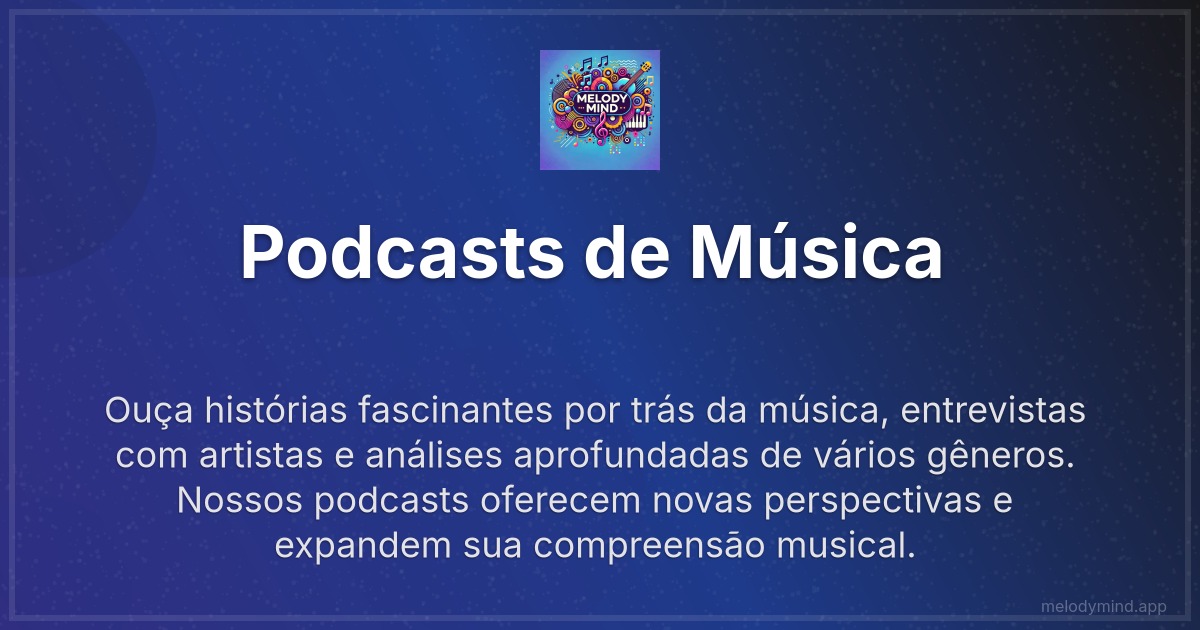 MELODY
MIND
Podcasts de Música
Ouça histórias fascinantes por trás da música, entrevistas
com artistas e análises aprofundadas de vários gêneros.
Nossos podcasts oferecem novas perspectivas e
expandem sua compreensão musical.
melodymind.app